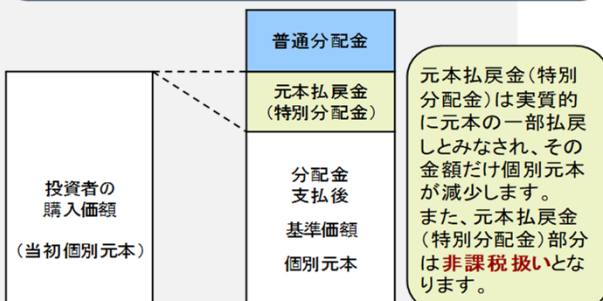 普通分配金
元本払戻金
（特別分配金）
投資者の
購入価額
（当初個別元本）
分配金
支払後
基準価額
個別元本
元本払戻金（特別
分配金）は実質的
に元本の一部払戻
しとみなされ、その
金額だけ個別元本
が減少します。
また、元本払戻金
（特別分配金）部分
は非課税扱いとな
ります。